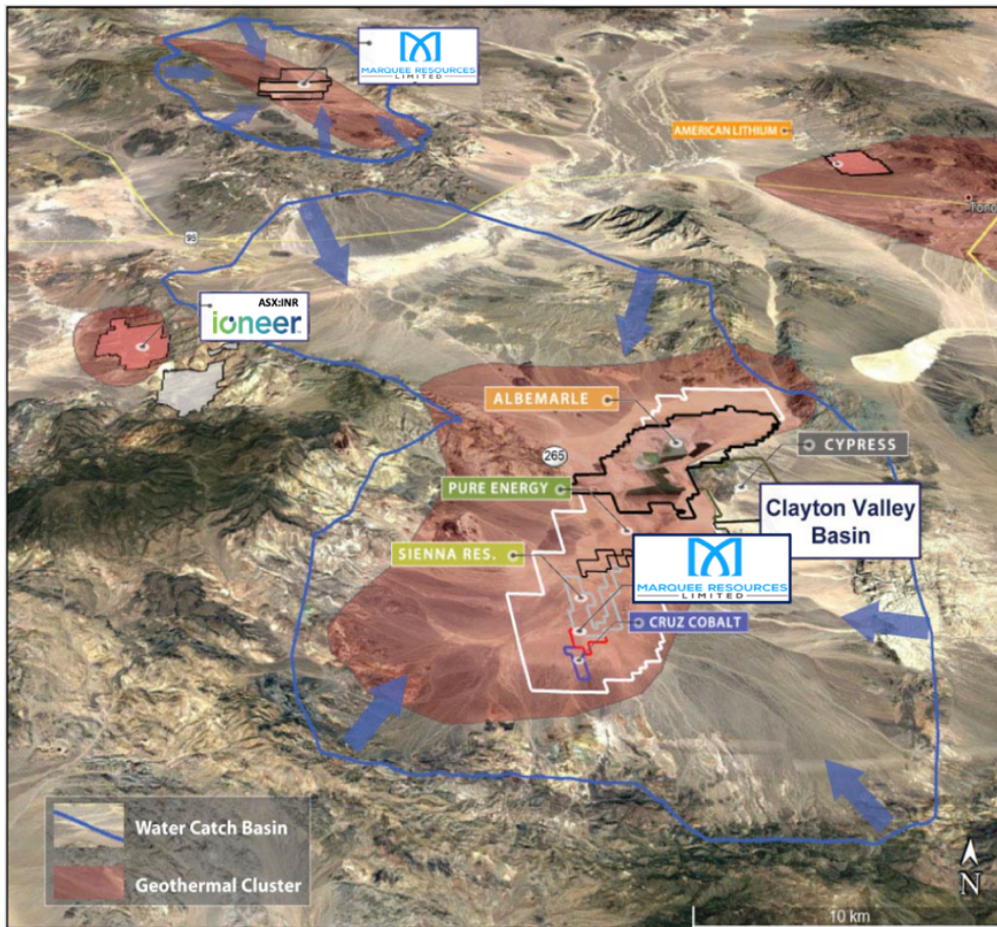 MARQUEE RESOURCES
LIMITED
AMERICAN LITHIUM
95
ASX:INR
ioneer
ALBEMARLE
265
CYPRESS
PURE ENERGY
Clayton Valley
Basin
SIENNA RES.
MARQUEE RESOURCES
LIMITED
CRUZ COBALT
Water Catch Basin
Geothermal Cluster
N
10 km